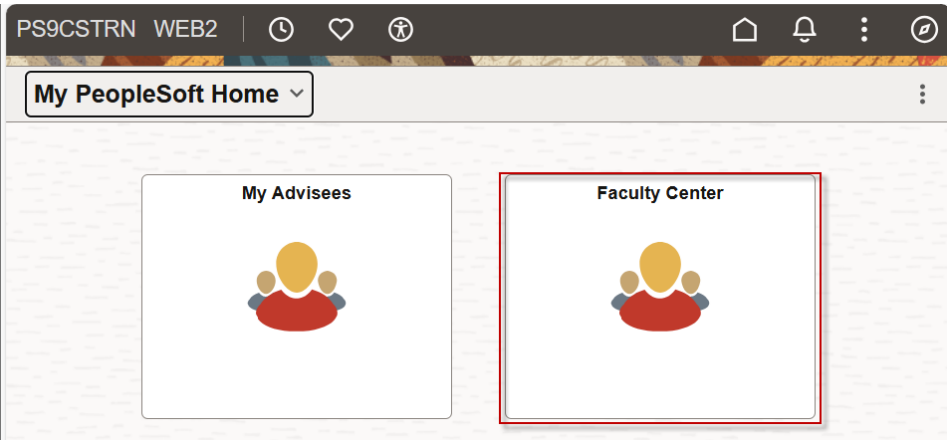 PS9CSTRN WEB2
My PeopleSoft Home
My Advisees
Faculty Center